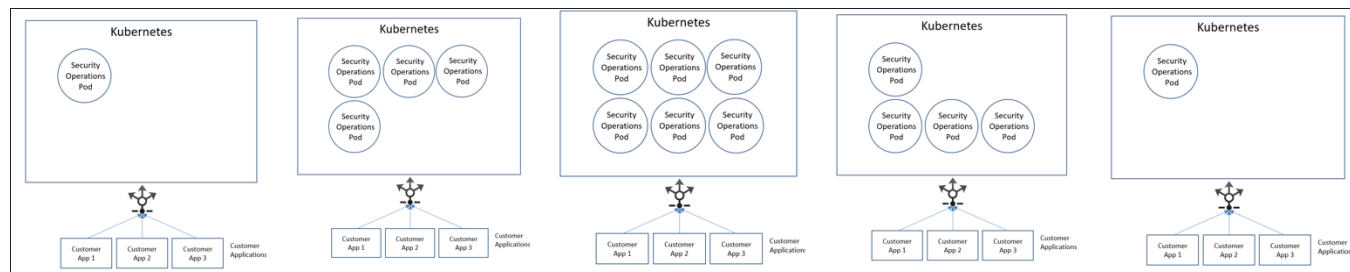 Kubernetes
Security
Operations
Pod
Customer
App 1
Customer
App 2
Customer
App 3
Customer
Applications
Kubernetes
Security
Operations
Pod
Security
Operations
Pod
Security
Operations
Pod
Security
Operations
Pod
Customer
App 1
Customer
App 2
Customer
App 3
Customer
Applications
Kubernetes
Security
Operations
Pod
Security
Operations
Pod
Security
Operations
Pod
Security
Operations
Pod
Security
Operations
Pod
Security
Operations
Pod
Customer
App 1
Customer
App 2
Customer
App 3
Customer
Applications
Kubernetes
Security
Operations
Pod
Security
Operations
Pod
Security
Operations
Pod
Security
Operations
Pod
Customer
App 1
Customer
App 2
Customer
App 3
Customer
Applications
Kubernetes
Security
Operations
Pod
Customer
App 1
Customer
App 2
Customer
App 3
Customer
Applications